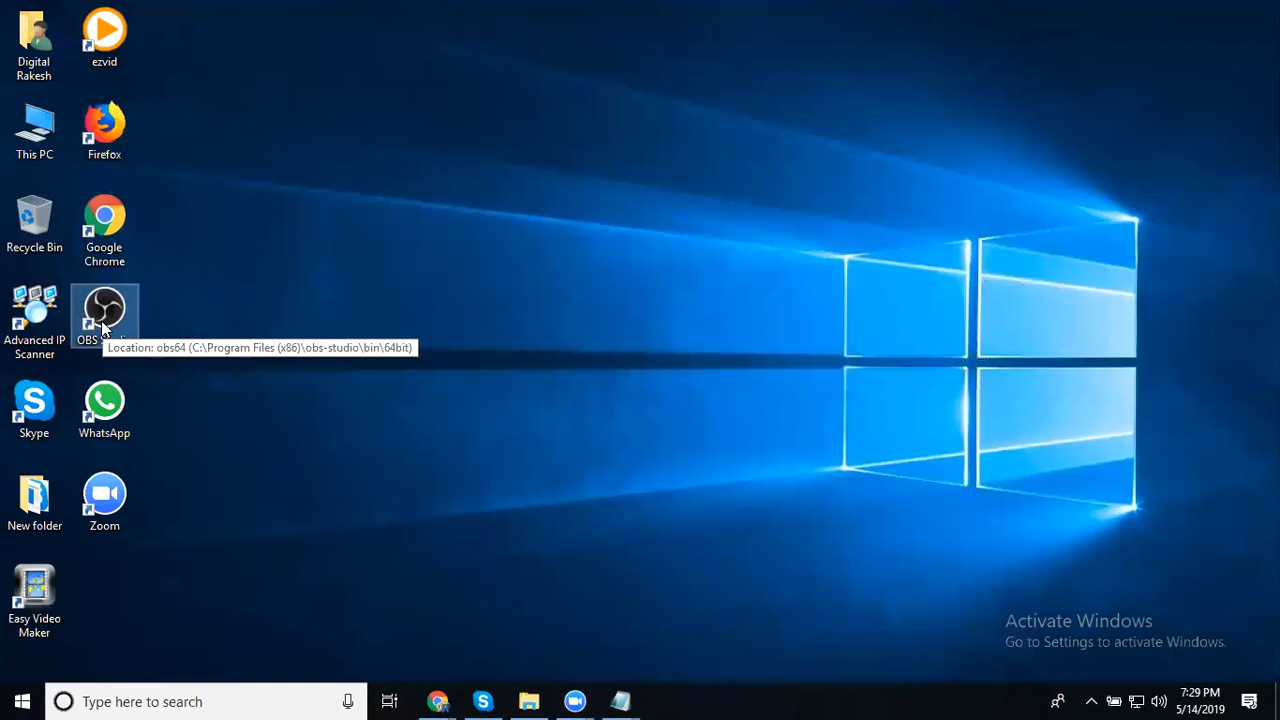 Digital
Rakesh
ezvid
This PC
Firefox
Recycle Bin
Google
Chrome
Advanced IP
Scanner
OBS
Location: obs64 (C:\Program Files (x86)\obs-studio\bin\64bit)
Skype
WhatsApp
New folder
Zoom
Easy Video
Maker
Activate Windows
Go to Settings to activate Windows.
Type here to search
7:29 PM
5/14/2019